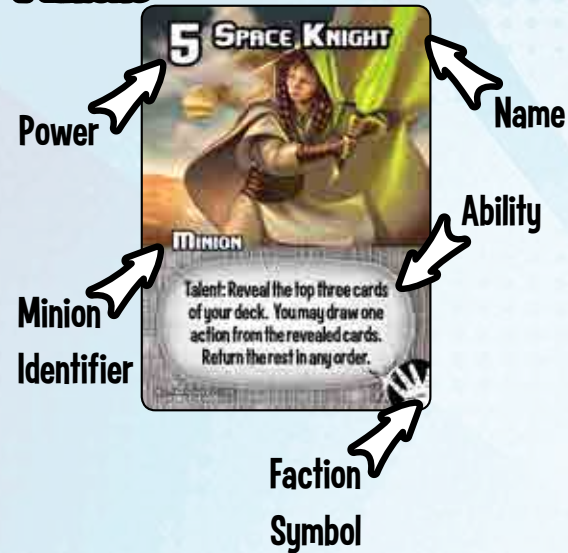 5 SPACE KNIGHT
Power
Name
MINION
Ability
Minion
Identifier
Talent: Reveal the top three cards
of your deck. You may draw one
action from the revealed cards.
Return the rest in any order.
Faction
Symbol